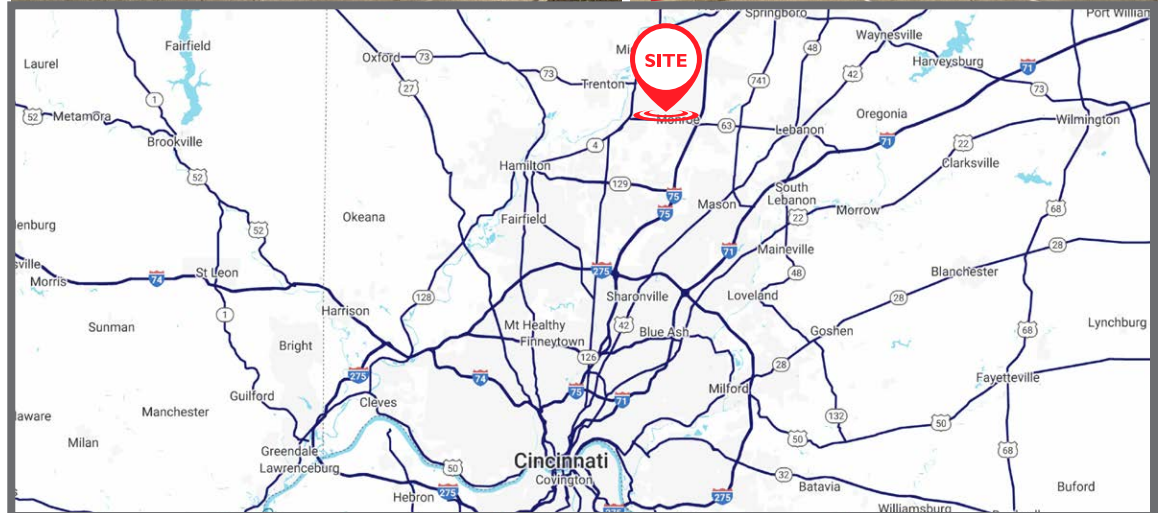 Springboro
Port William
Fairfield
Waynesville
Mi
SITE
Oxford
73
48
Harveysburg
Laurel
71
73
Trenton
741
42
73
27
1
52
Metamora
Monroe
63
Oregonia
Wilmington
Lebanon
Brookville
4
71
22
Clarksville
Hamilton
52
129
75
South
Lebanon
Mason
75
22
Morrow
68
Okeana
Fairfield
enburg
52
71
Maineville
28
sville
Morris
74
St Leon
275
48
Blanchester
128
Sharonville
Loveland
28
1
Harrison
Sunman
Mt Healthy
42
Blue Ash
Goshen
68
Lynchburg
Bright
Finneytown
126
28
275
74
75
71
Milford
Fayetteville
Guilford
Cleves
Manchester
132
50
aware
Milan
50
Greendale
Lawrenceburg
50
Cincinnati
Covington
68
32
Batavia
Buford
Hebron
275
275
275
Williamsburg